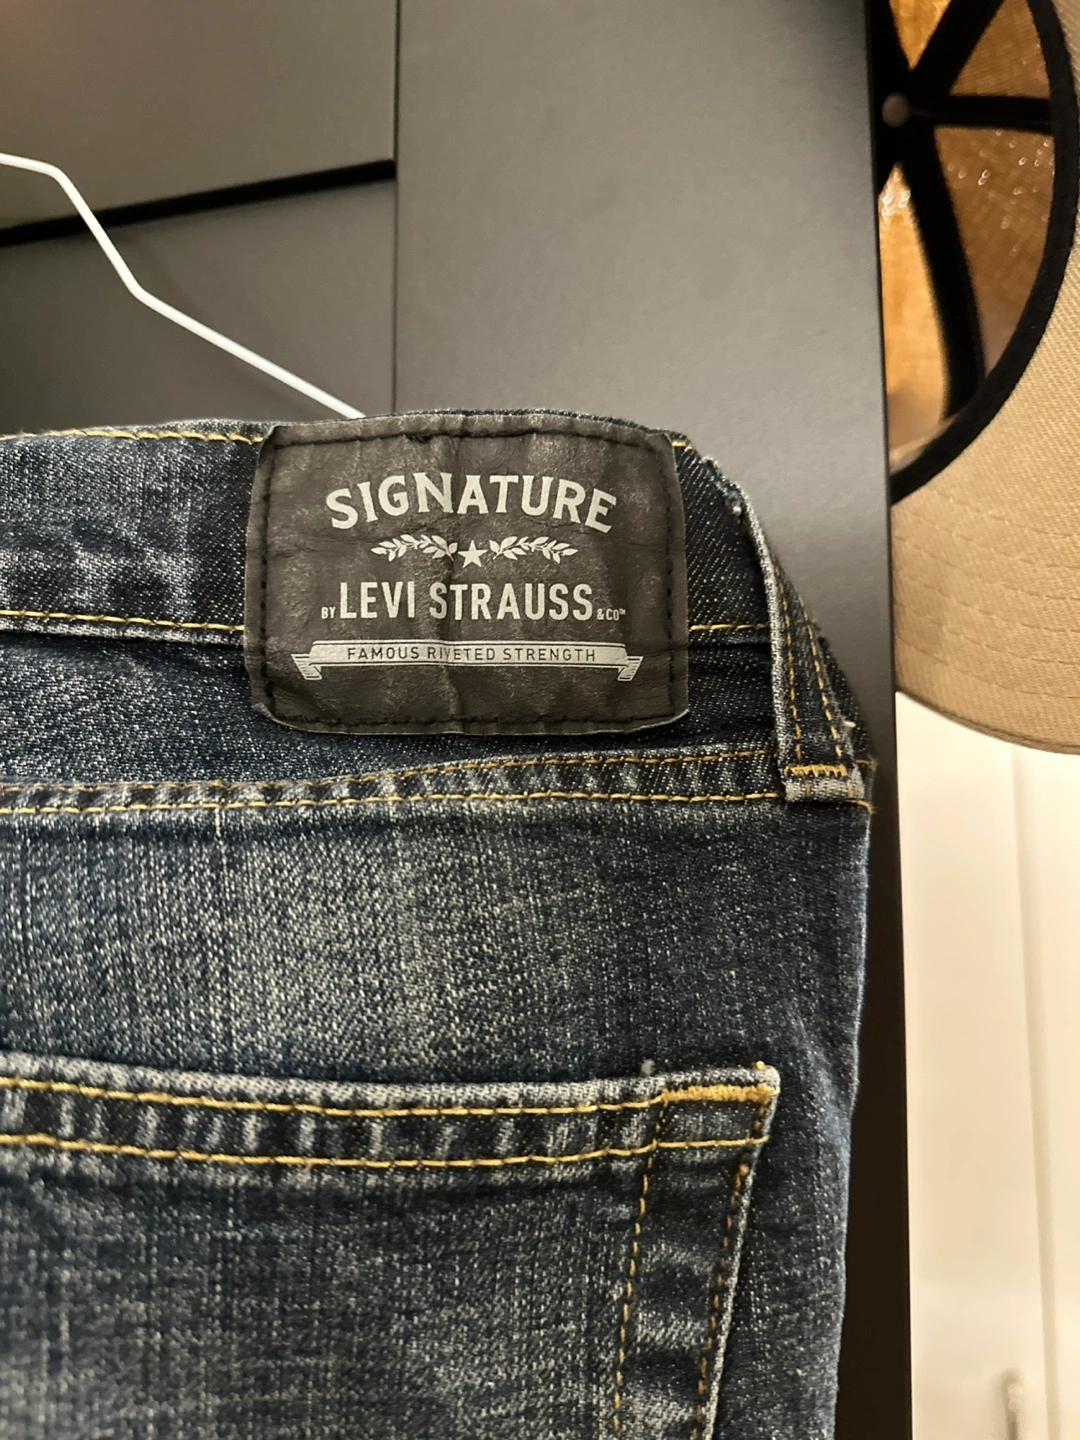 SIGNATURE
BY LEVI STRAUSS & CO™
FAMOUS RIVETED STRENGTH